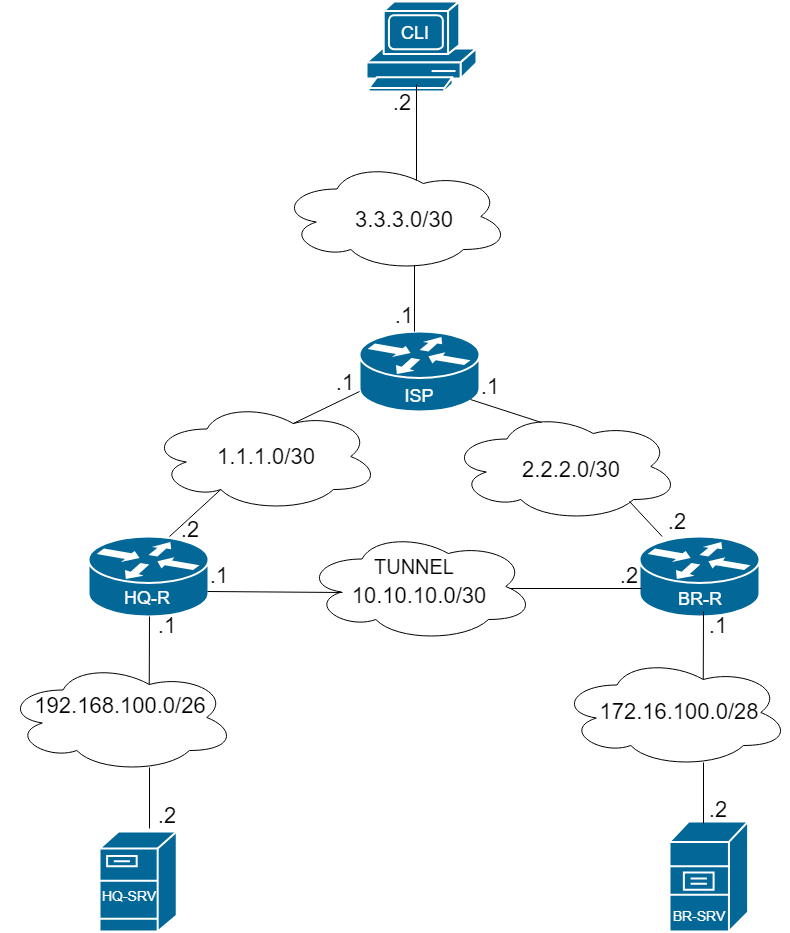 CLI
.2
3.3.3.0/30
.1
ISP
.1
.1
1.1.1.0/30
2.2.2.0/30
.2
.2
HQ-R
.1
TUNNEL
10.10.10.0/30
.2
BR-R
.1
.1
192.168.100.0/26
172.16.100.0/28
.2
.2
HQ-SRV
BR-SRV